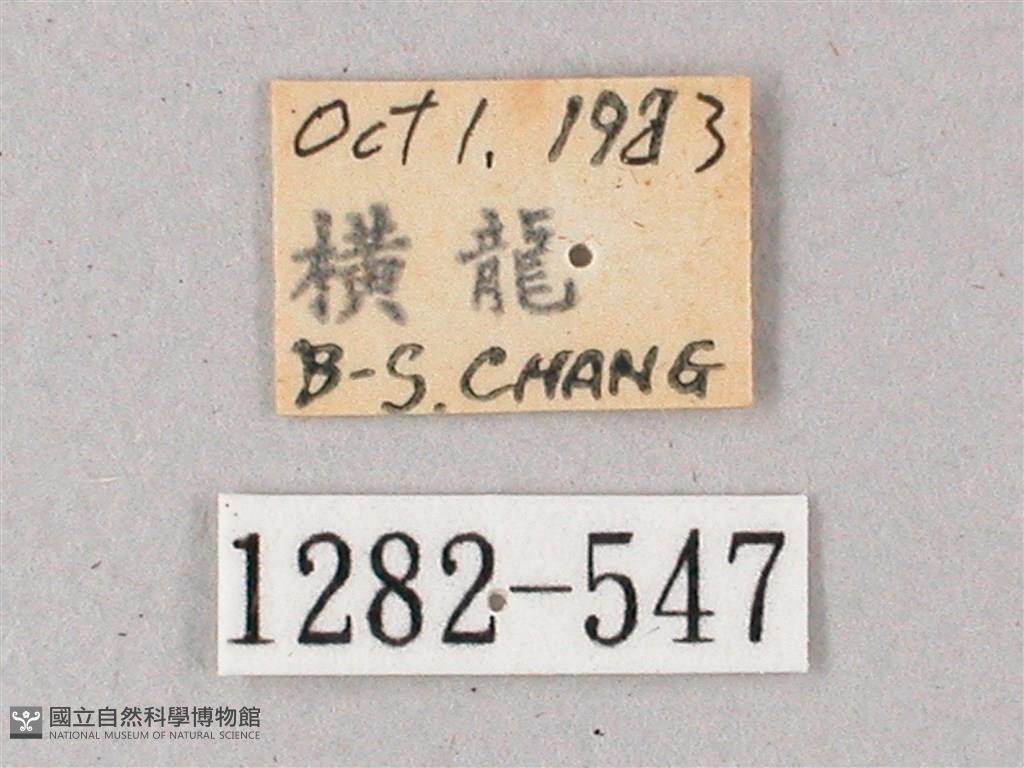 Oct 1. 1983
橫龍
B-S. CHANG
1282-547
國立自然科學博物館
NATIONAL MUSEUM OF NATURAL SCIENCE